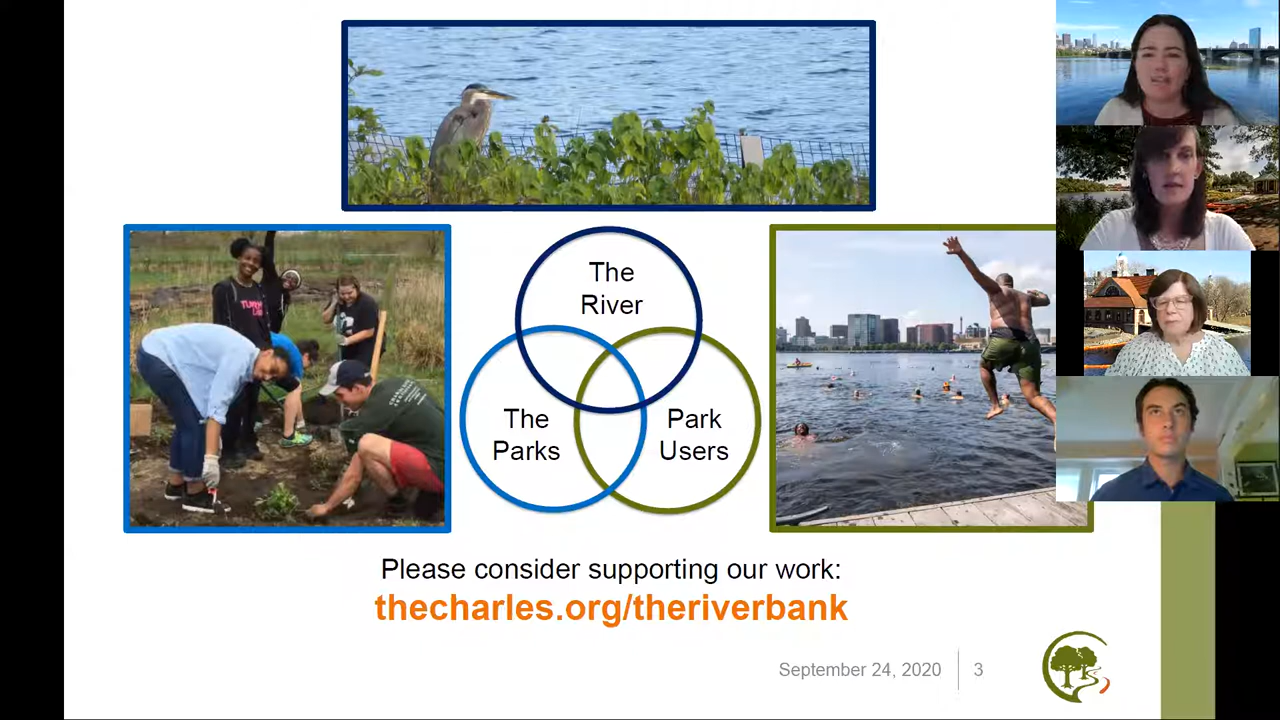 The
River
The
Parks
Park
Users
Please consider supporting our work:
thecharles.org/theriverbank
September 24, 2020
3